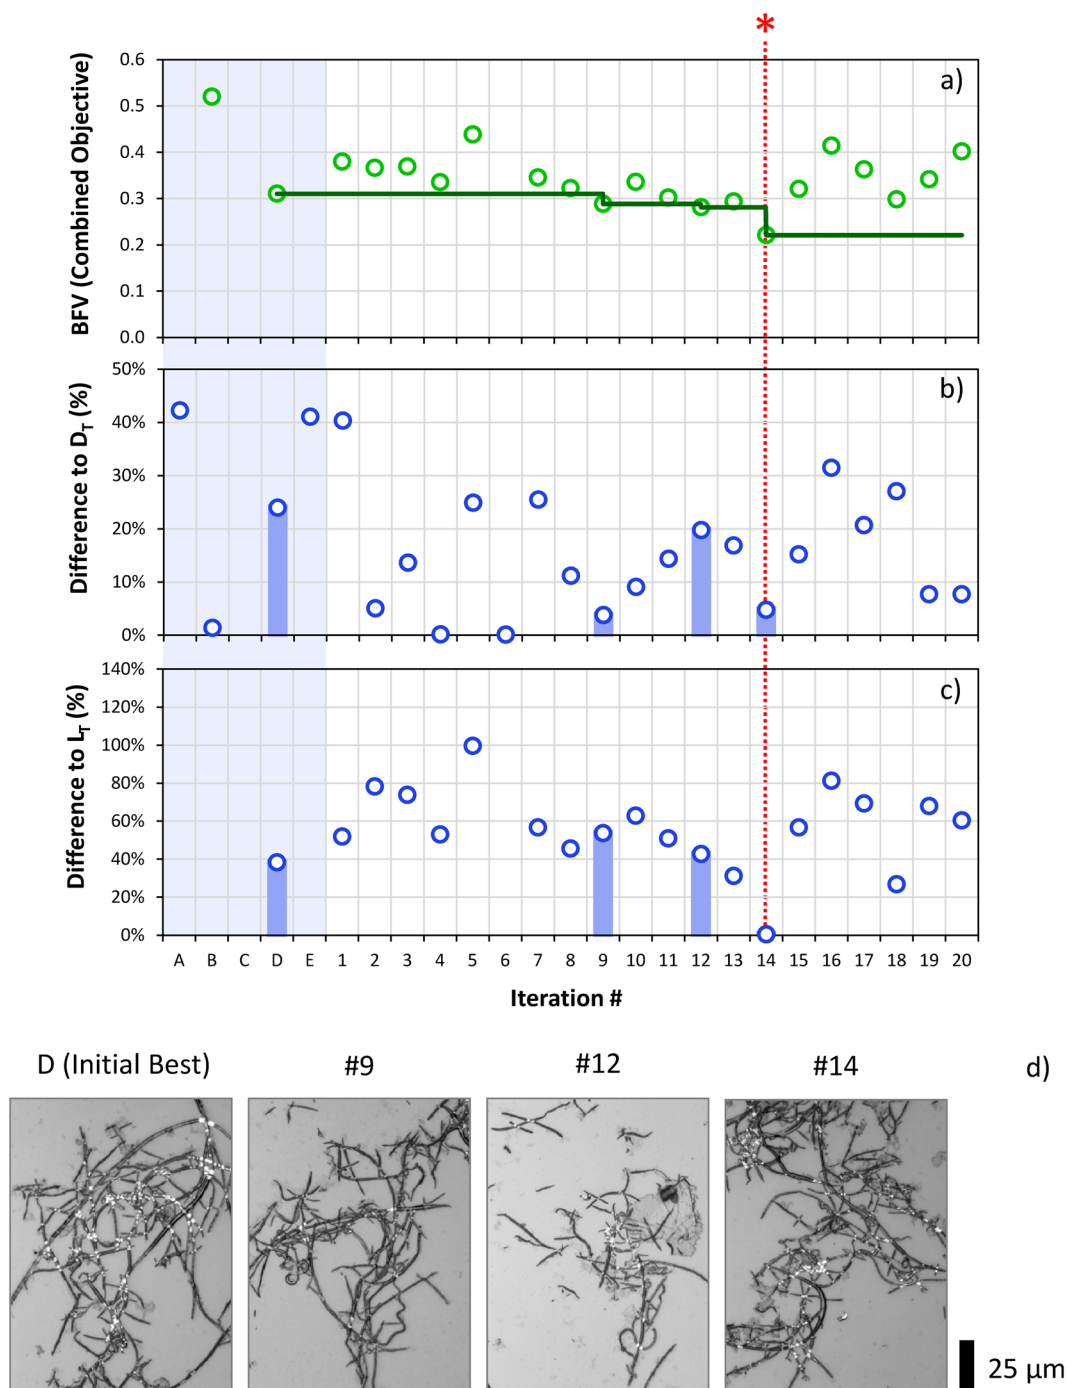 *
a)
BFV (Combined Objective)
0.6
0.5
0.4
0.3
0.2
0.1
0.0
b)
Difference to DT (%)
50%
40%
30%
20%
10%
0%
c)
Difference to LT (%)
140%
120%
100%
80%
60%
40%
20%
0%
A B C D E 1 2 3 4 5 6 7 8 9 10 11 12 13 14 15 16 17 18 19 20
Iteration #
D (Initial Best) #9 #12 #14 d)
25 µm